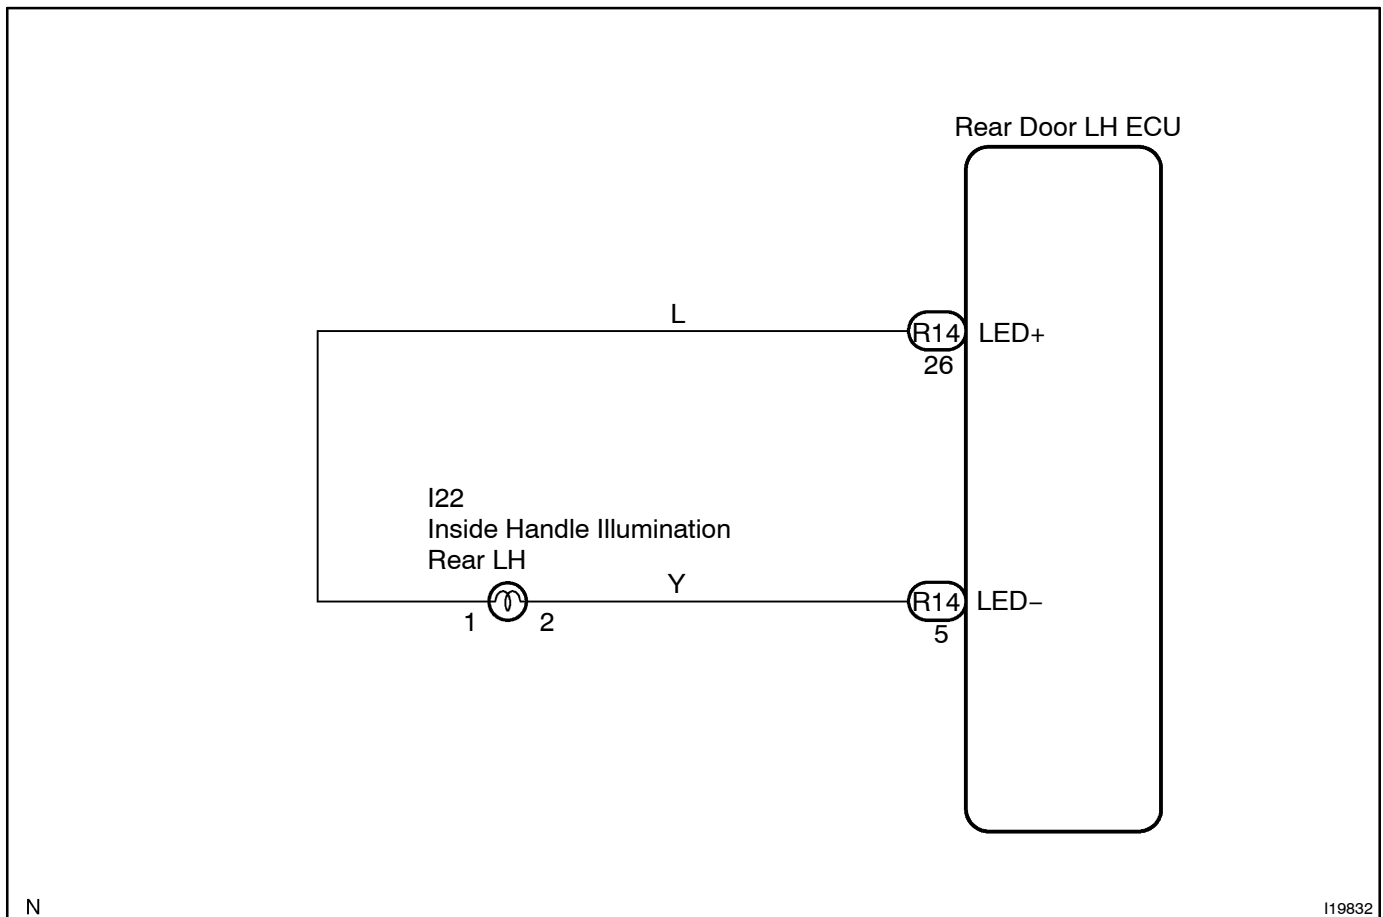 Rear Door LH ECU
L
R14
LED+
26
I22
Inside Handle Illumination
Rear LH
Y
R14
LED−
1
2
5
N
I19832